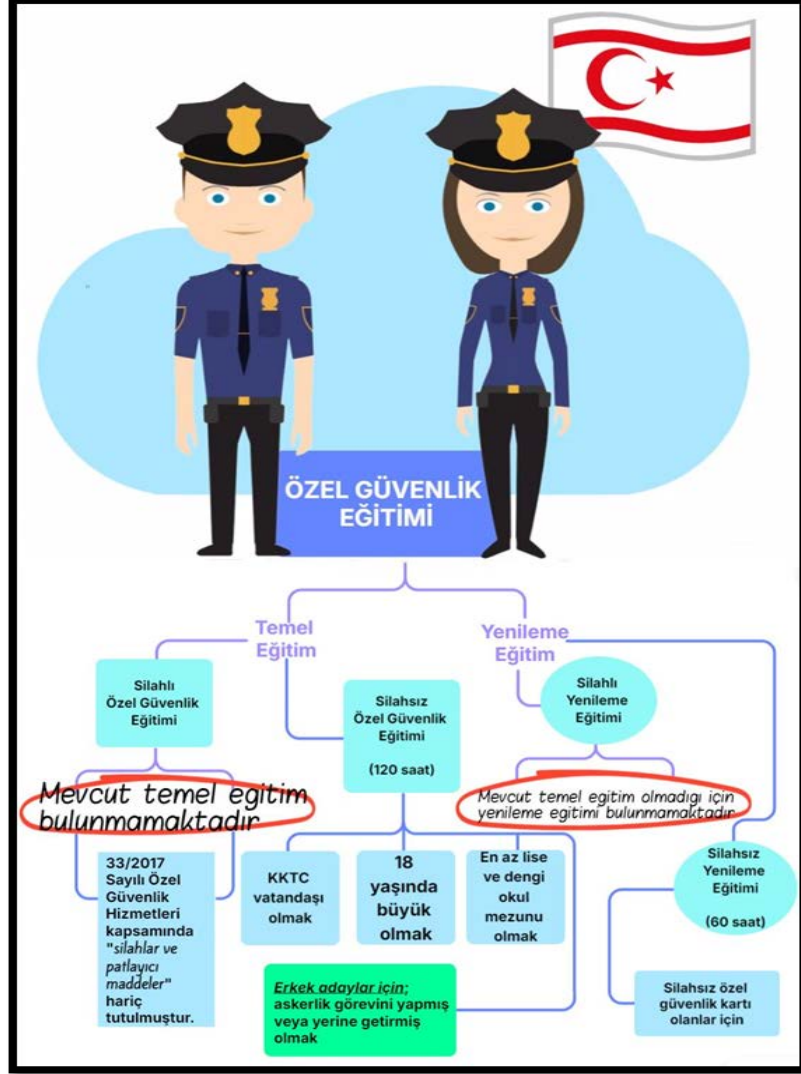 ÖZEL GÜVENLİK
EĞİTİMİ
Temel
Eğitim
Yenileme
Eğitim
Silahlı
Özel Güvenlik
Eğitimi
Silahsız
Özel Güvenlik
Eğitimi
(120 saat)
Silahlı
Yenileme
Eğitimi
Mevcut temel egitim
bulunmamaktadir
Mevcut temel egitim olmadıgı için
yenileme egitimi bulunmamaktadır
33/2017
Sayılı Özel
Güvenlik
Hizmetleri
kapsamında
"silahlar ve
patlayıcı
maddeler"
hariç
tutulmuştur.
KKTC
vatandaşı
olmak
18
yaşında
büyük
olmak
En az lise
ve dengi
okul
mezunu
olmak
Silahsız
Yenileme
Eğitimi
(60 saat)
Erkek adaylar için;
askerlik görevini yapmış
veya yerine getirmiş
olmak
Silahsız özel
güvenlik kartı
olanlar için